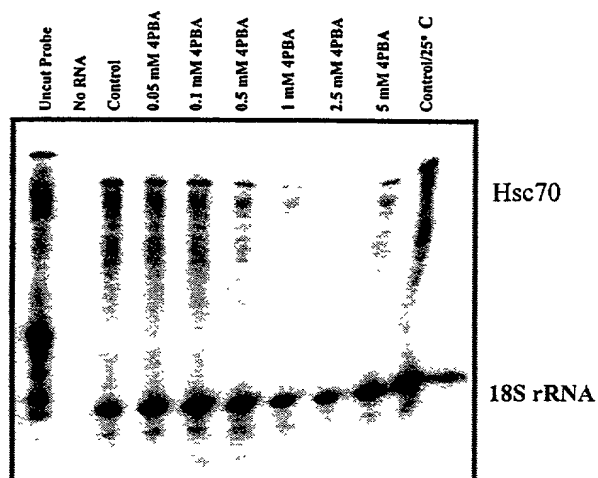 Uncut Probe
No RNA
Control
0.05 mM 4PBA
0.1 mM 4PBA
0.5 mM 4PBA
1 mM 4PBA
2.5 mM 4PBA
5 mM 4PBA
Control/25° C
Hsc70
18S rRNA